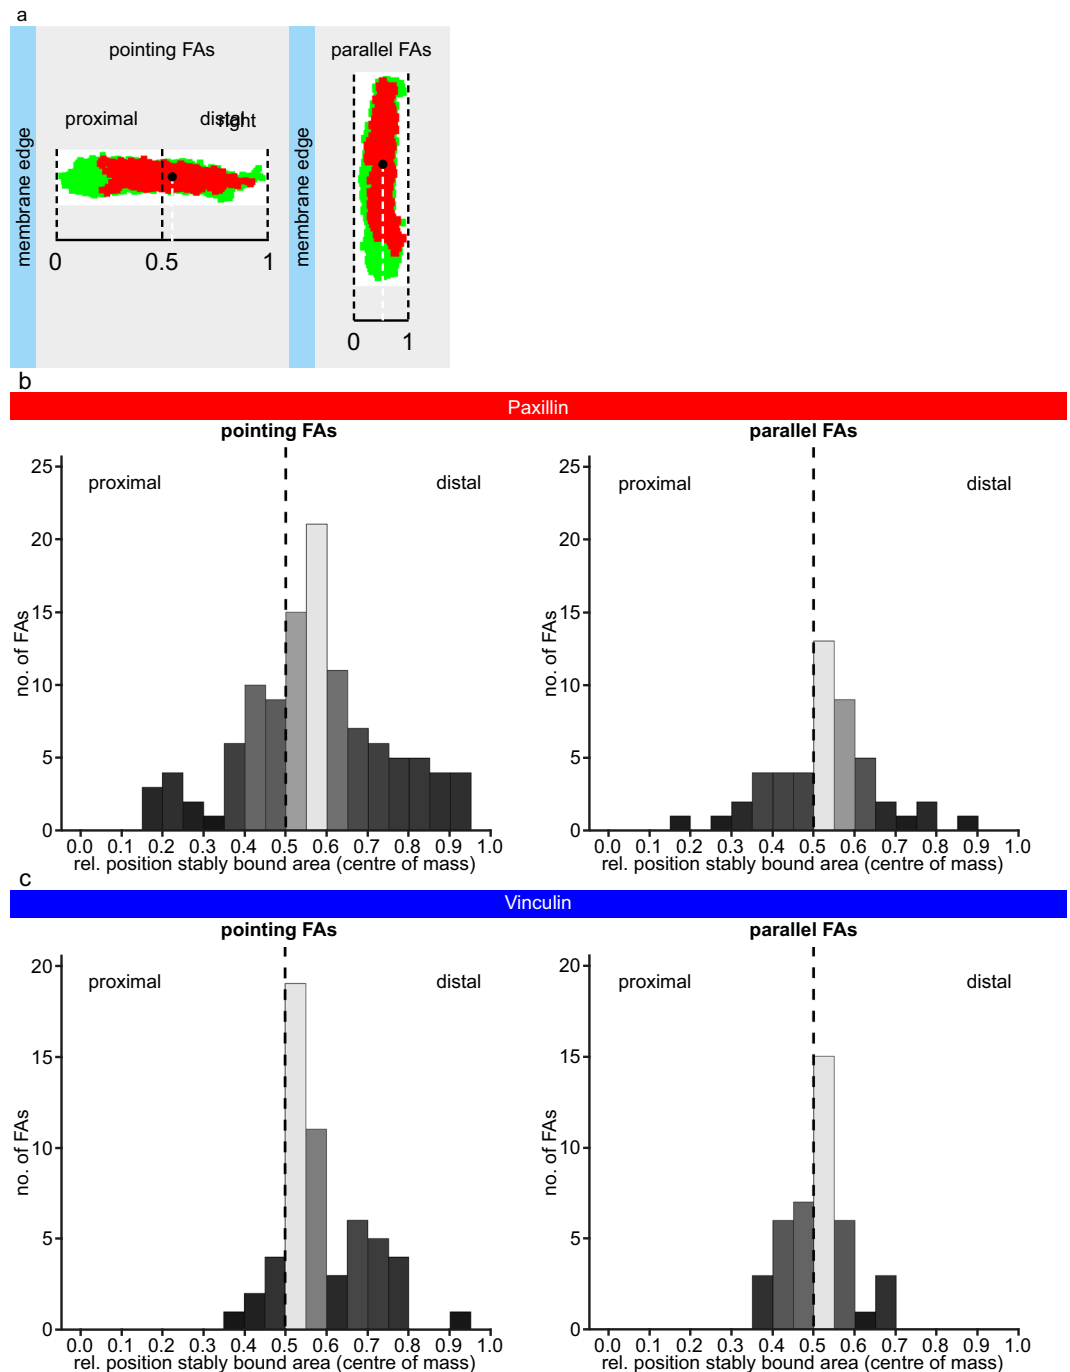 a
pointing FAs
parallel FAs
proximal
distal
right
membrane edge
membrane edge
0
0.5
1
0
1
b
Paxillin
pointing FAs
parallel FAs
proximal
distal
proximal
distal
25
20
15
10
5
0
no. of FAs
25
20
15
10
5
0
no. of FAs
0.0 0.1 0.2 0.3 0.4 0.5 0.6 0.7 0.8 0.9 1.0
0.0 0.1 0.2 0.3 0.4 0.5 0.6 0.7 0.8 0.9 1.0
rel. position stably bound area (centre of mass)
rel. position stably bound area (centre of mass)
c
Vinculin
pointing FAs
parallel FAs
proximal
distal
proximal
distal
20
15
10
5
0
no. of FAs
20
15
10
5
0
no. of FAs
0.0 0.1 0.2 0.3 0.4 0.5 0.6 0.7 0.8 0.9 1.0
0.0 0.1 0.2 0.3 0.4 0.5 0.6 0.7 0.8 0.9 1.0
rel. position stably bound area (centre of mass)
rel. position stably bound area (centre of mass)